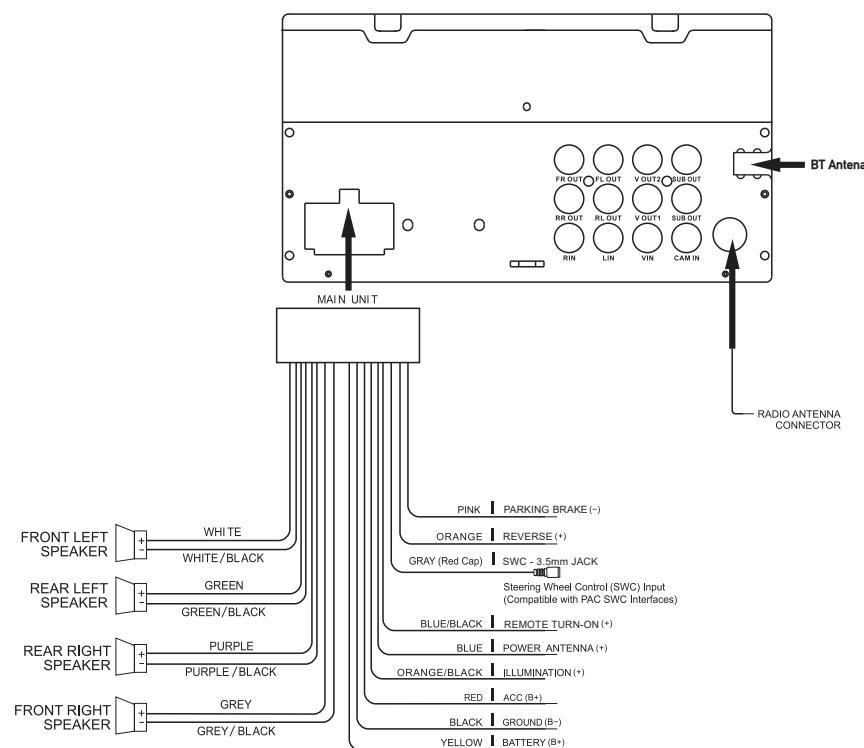 BT Antena
FR OUT FL OUT V OUT2 SUB OUT
RR OUT RL OUT V OUT1 SUB OUT
RIN LIN VIN CAM IN
MAIN UNIT
RADIO ANTENNA
CONNECTOR
PINK PARKING BRAKE (−)
ORANGE REVERSE (+)
GRAY (Red Cap) SWC - 3.5mm JACK
Steering Wheel Control (SWC) Input
(Compatible with PAC SWC Interfaces)
BLUE/BLACK REMOTE TURN-ON (+)
BLUE POWER ANTENNA (+)
ORANGE/BLACK ILLUMINATION (+)
RED ACC (B+)
BLACK GROUND (B−)
YELLOW BATTERY (B+)
FRONT LEFT
SPEAKER
+
−
WHITE
WHITE/BLACK
REAR LEFT
SPEAKER
+
−
GREEN
GREEN/BLACK
REAR RIGHT
SPEAKER
+
−
PURPLE
PURPLE/BLACK
FRONT RIGHT
SPEAKER
+
−
GREY
GREY/BLACK